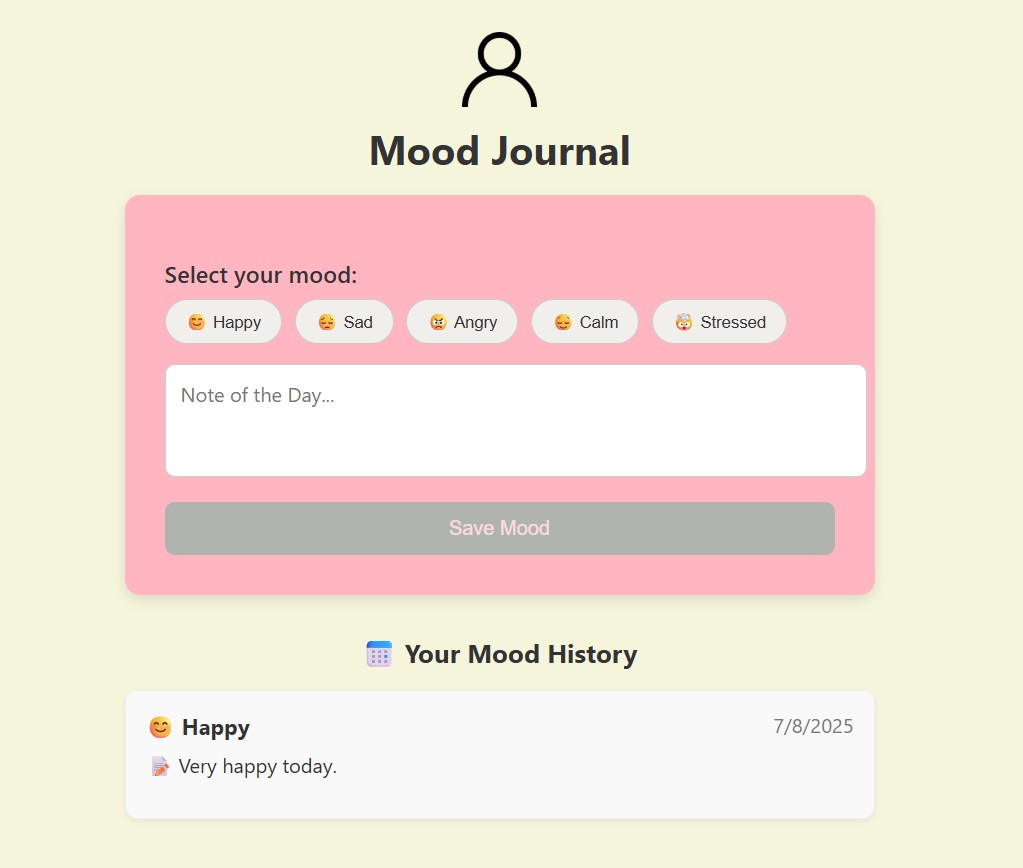 Mood Journal
Select your mood:
😊 Happy 😔 Sad 😠 Angry 😌 Calm 🤯 Stressed
Note of the Day...
Save Mood
📅 Your Mood History
😊 Happy 7/8/2025
📝 Very happy today.